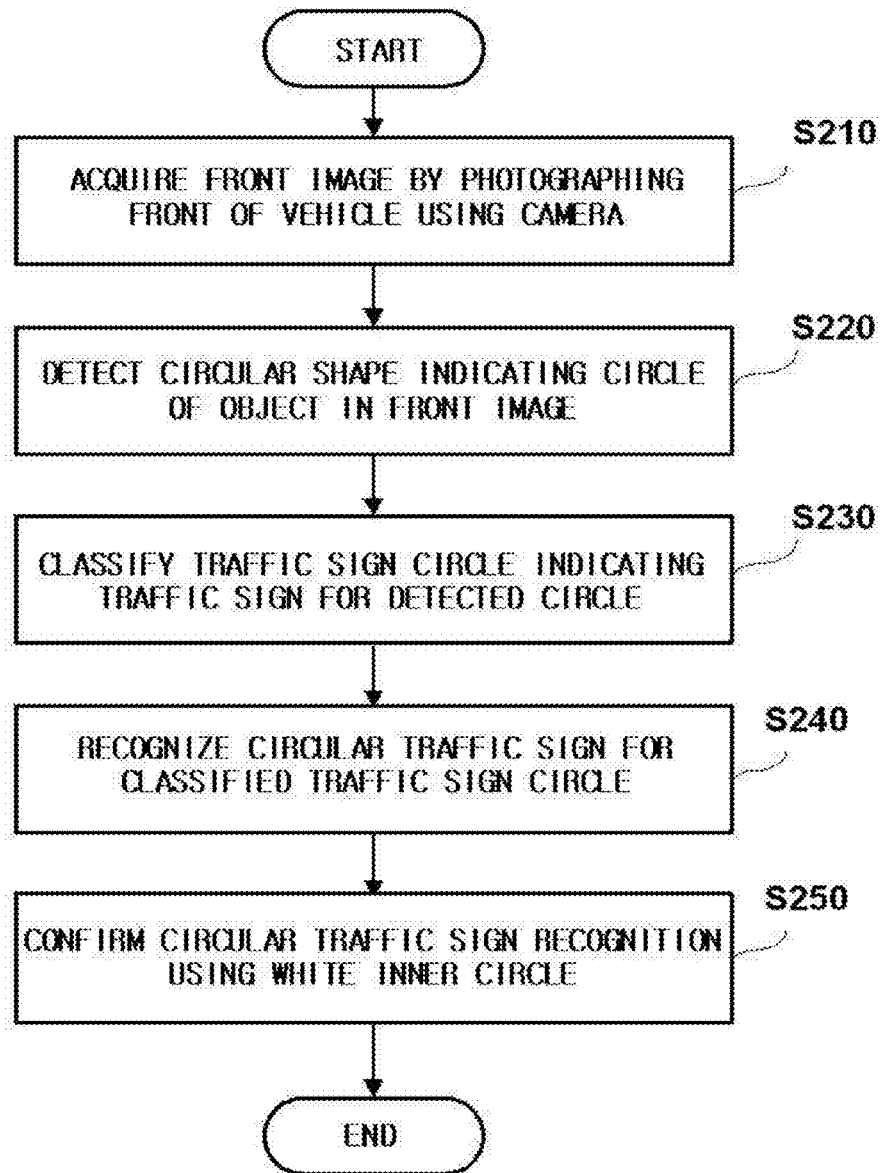 START
S210
ACQUIRE FRONT IMAGE BY PHOTOGRAPHING
FRONT OF VEHICLE USING CAMERA
S220
DETECT CIRCULAR SHAPE INDICATING CIRCLE
OF OBJECT IN FRONT IMAGE
S230
CLASSIFY TRAFFIC SIGN CIRCLE INDICATING
TRAFFIC SIGN FOR DETECTED CIRCLE
S240
RECOGNIZE CIRCULAR TRAFFIC SIGN FOR
CLASSIFIED TRAFFIC SIGN CIRCLE
S250
CONFIRM CIRCULAR TRAFFIC SIGN RECOGNITION
USING WHITE INNER CIRCLE
END